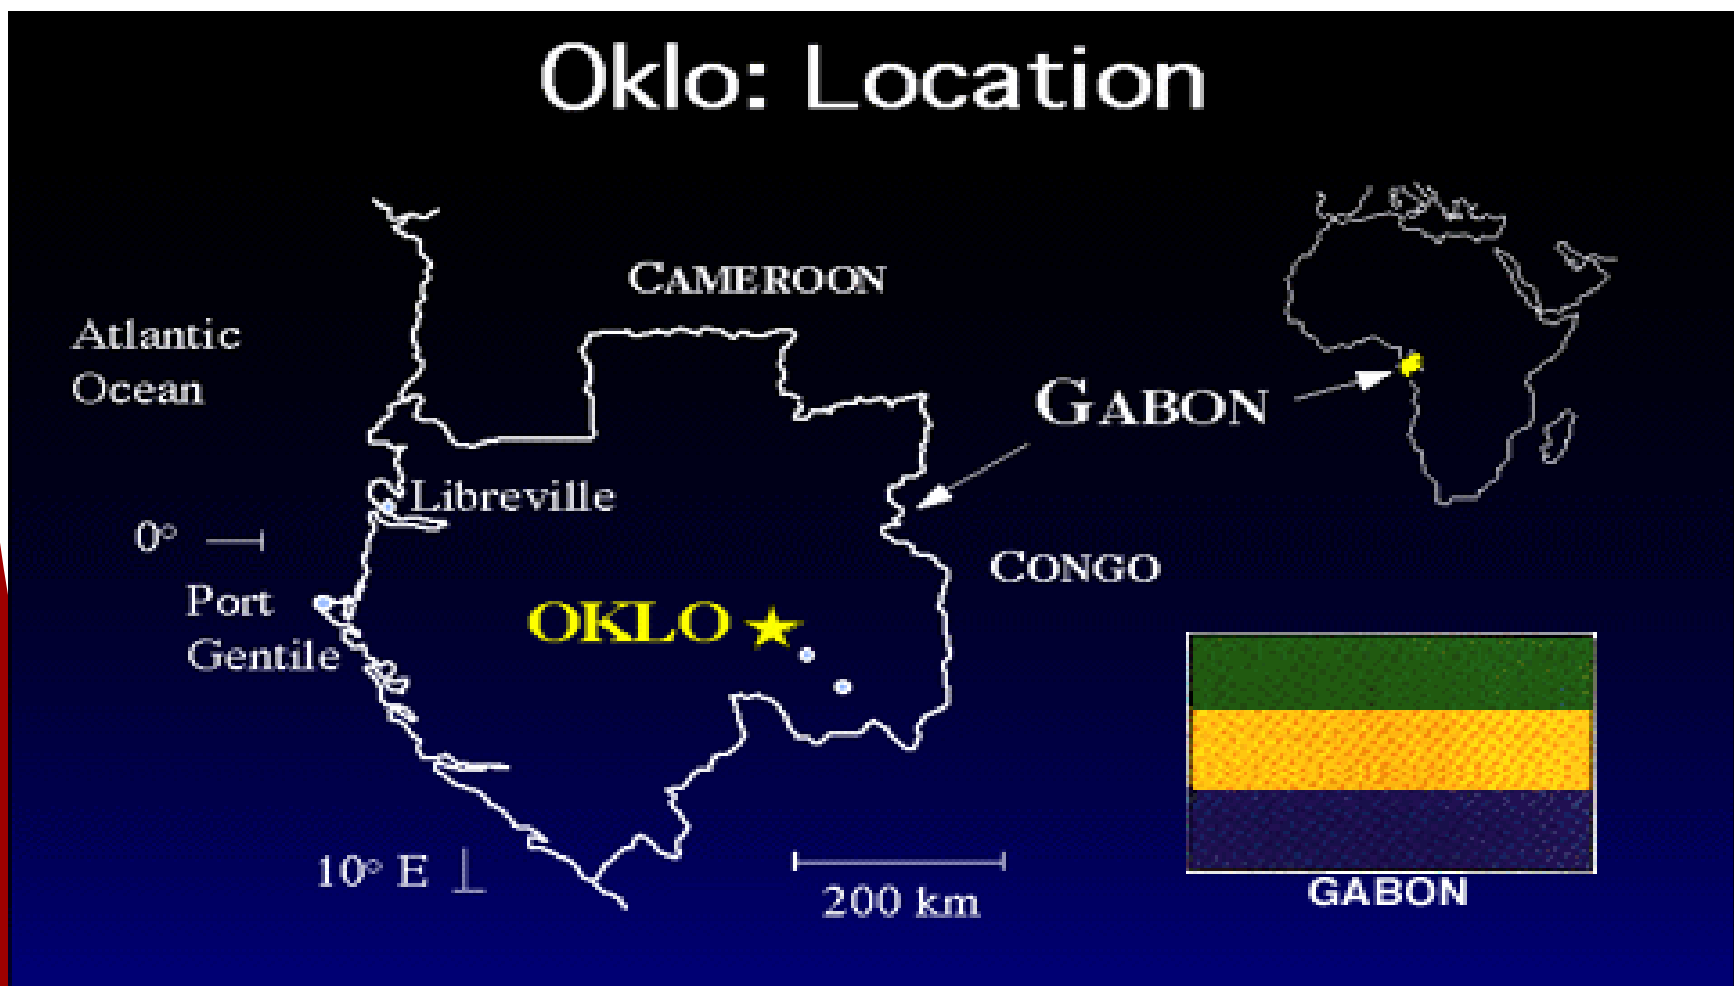 Oklo: Location
CAMEROON
Atlantic
Ocean
GABON
Libreville
0°
CONGO
Port
Gentile
OKLO
10° E
200 km
GABON